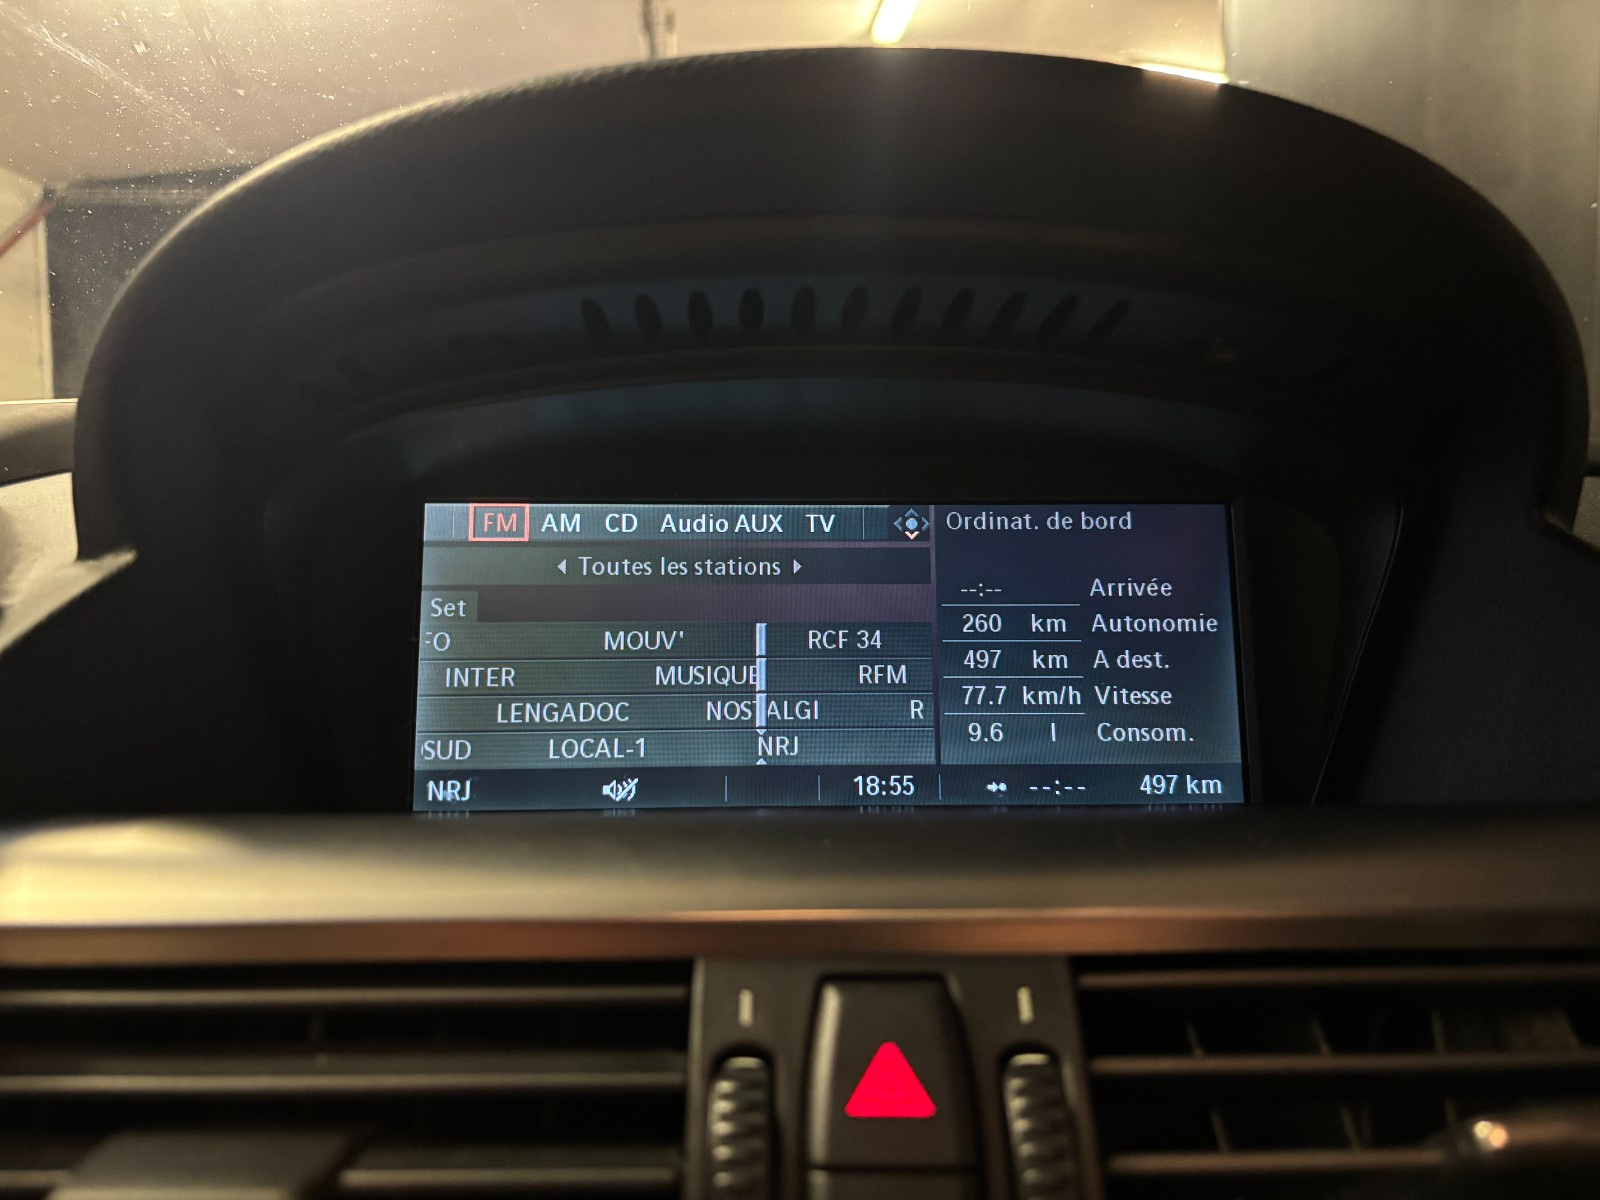 FM AM CD Audio AUX TV
Toutes les stations
Set
MOUV' RCF 34
INTER MUSIQUE RFM
LENGADOC NOSTALGI R
SUD LOCAL-1 NRJ
NRJ 18:55
Ordinat. de bord
--:-- Arrivée
260 km Autonomie
497 km A dest.
77.7 km/h Vitesse
9.6 l Consom.
--:-- 497 km